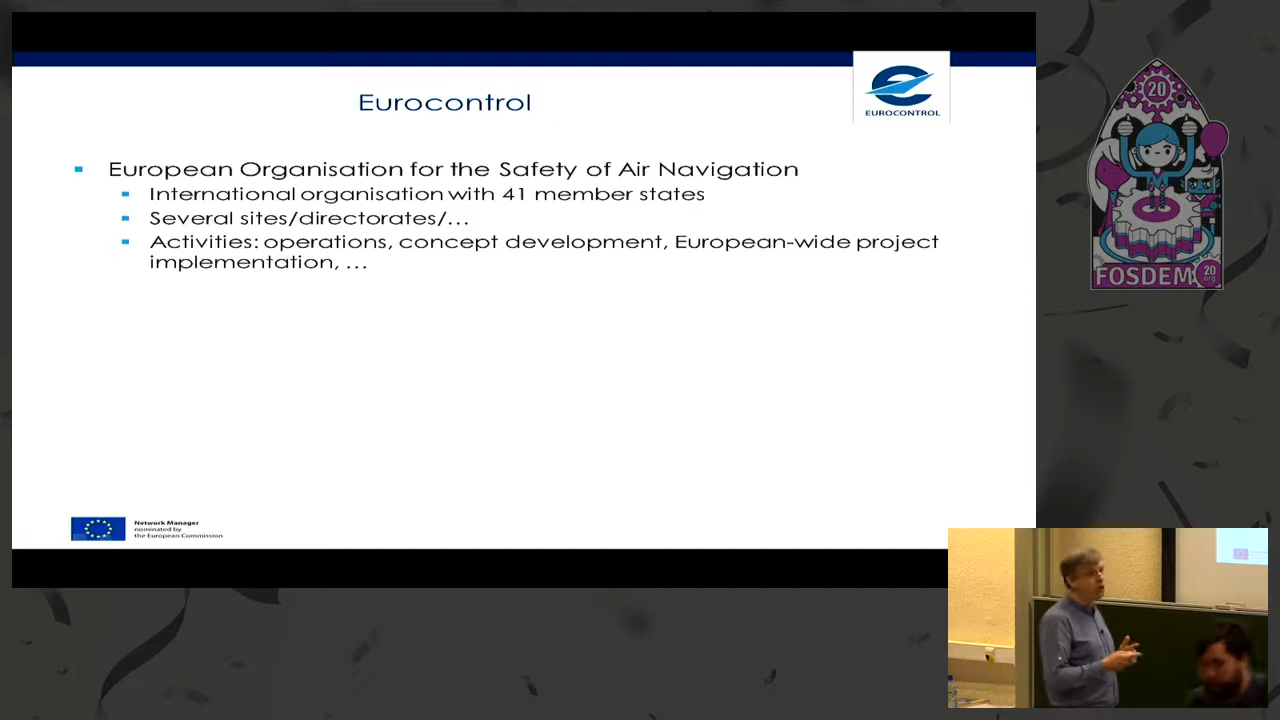 Eurocontrol
EUROCONTROL
European Organisation for the Safety of Air Navigation
International organisation with 41 member states
Several sites/directorates/...
Activities: operations, concept development, European-wide project
implementation, ...
Network Manager
nominated by
the European Commission
20
FOSDEM
20
org